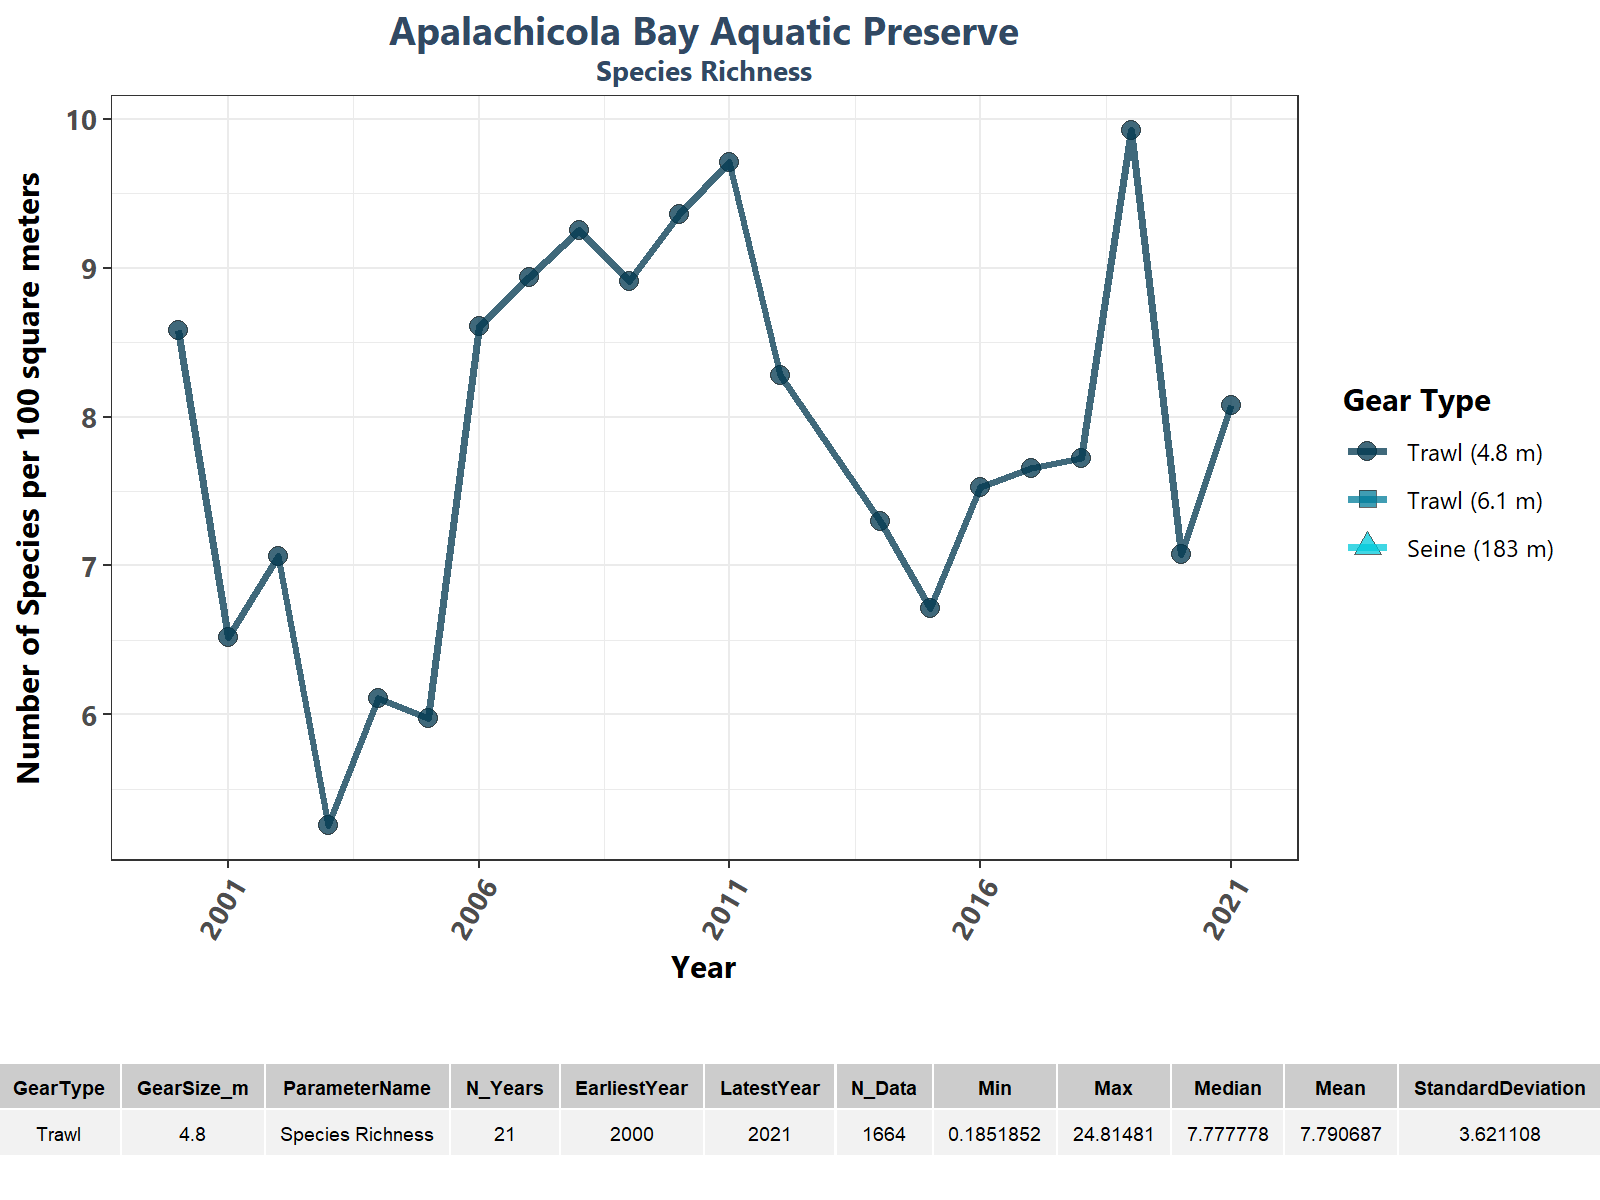 Apalachicola Bay Aquatic Preserve
Species Richness
Number of Species per 100 square meters
10
9
8
7
6
2001
2006
2011
2016
2021
Year
Gear Type
Trawl (4.8 m)
Trawl (6.1 m)
Seine (183 m)
GearType GearSize_m ParameterName N_Years EarliestYear LatestYear N_Data Min Max Median Mean StandardDeviation
Trawl 4.8 Species Richness 21 2000 2021 1664 0.1851852 24.81481 7.777778 7.790687 3.621108